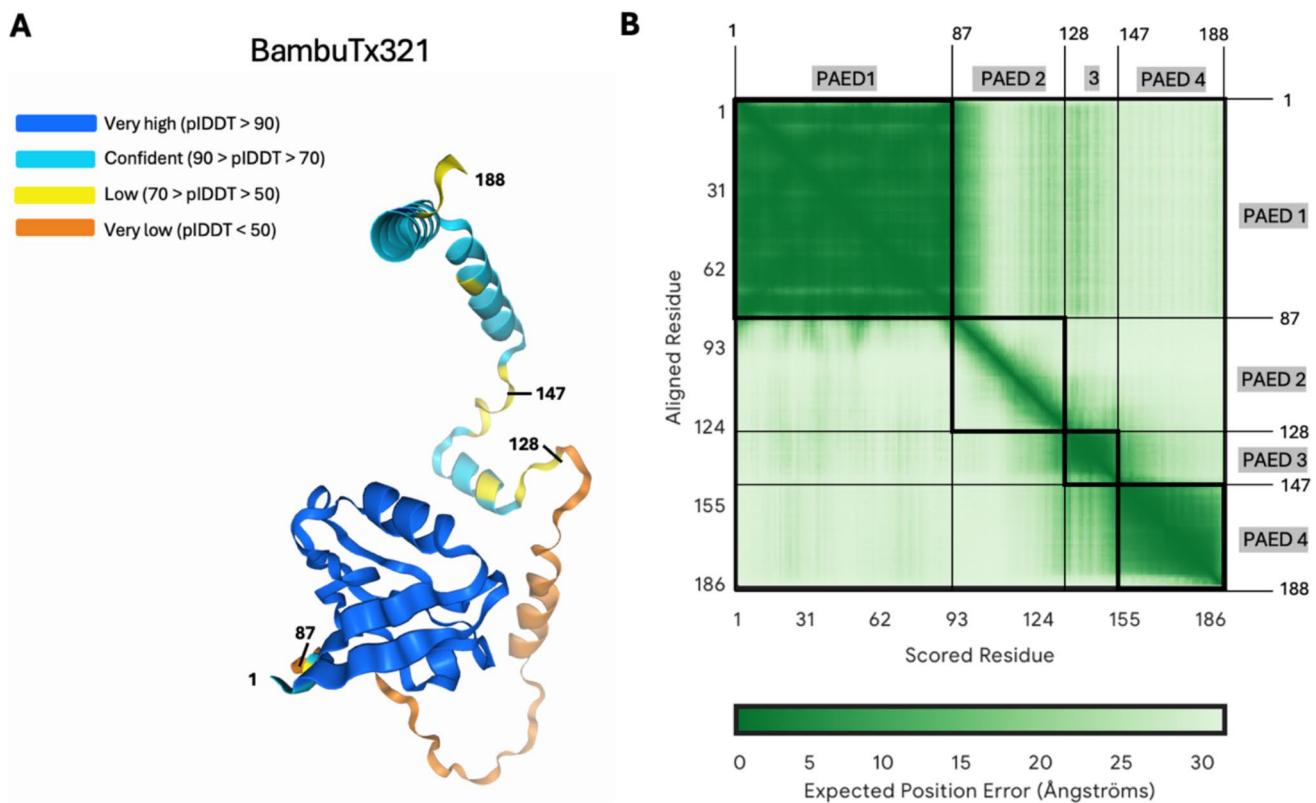 A
BambuTx321
Very high (pIDDT > 90)
Confident (90 > pIDDT > 70)
Low (70 > pIDDT > 50)
Very low (pIDDT < 50)
188
147
128
87
1
B
1 87 128 147 188
PAED1 PAED 2 3 PAED 4
1 1
31
PAED 1
62
87
93
PAED 2
124 128
PAED 3
147
155
PAED 4
186 188
Aligned Residue
1 31 62 93 124 155 186
Scored Residue
0 5 10 15 20 25 30
Expected Position Error (Ångströms)